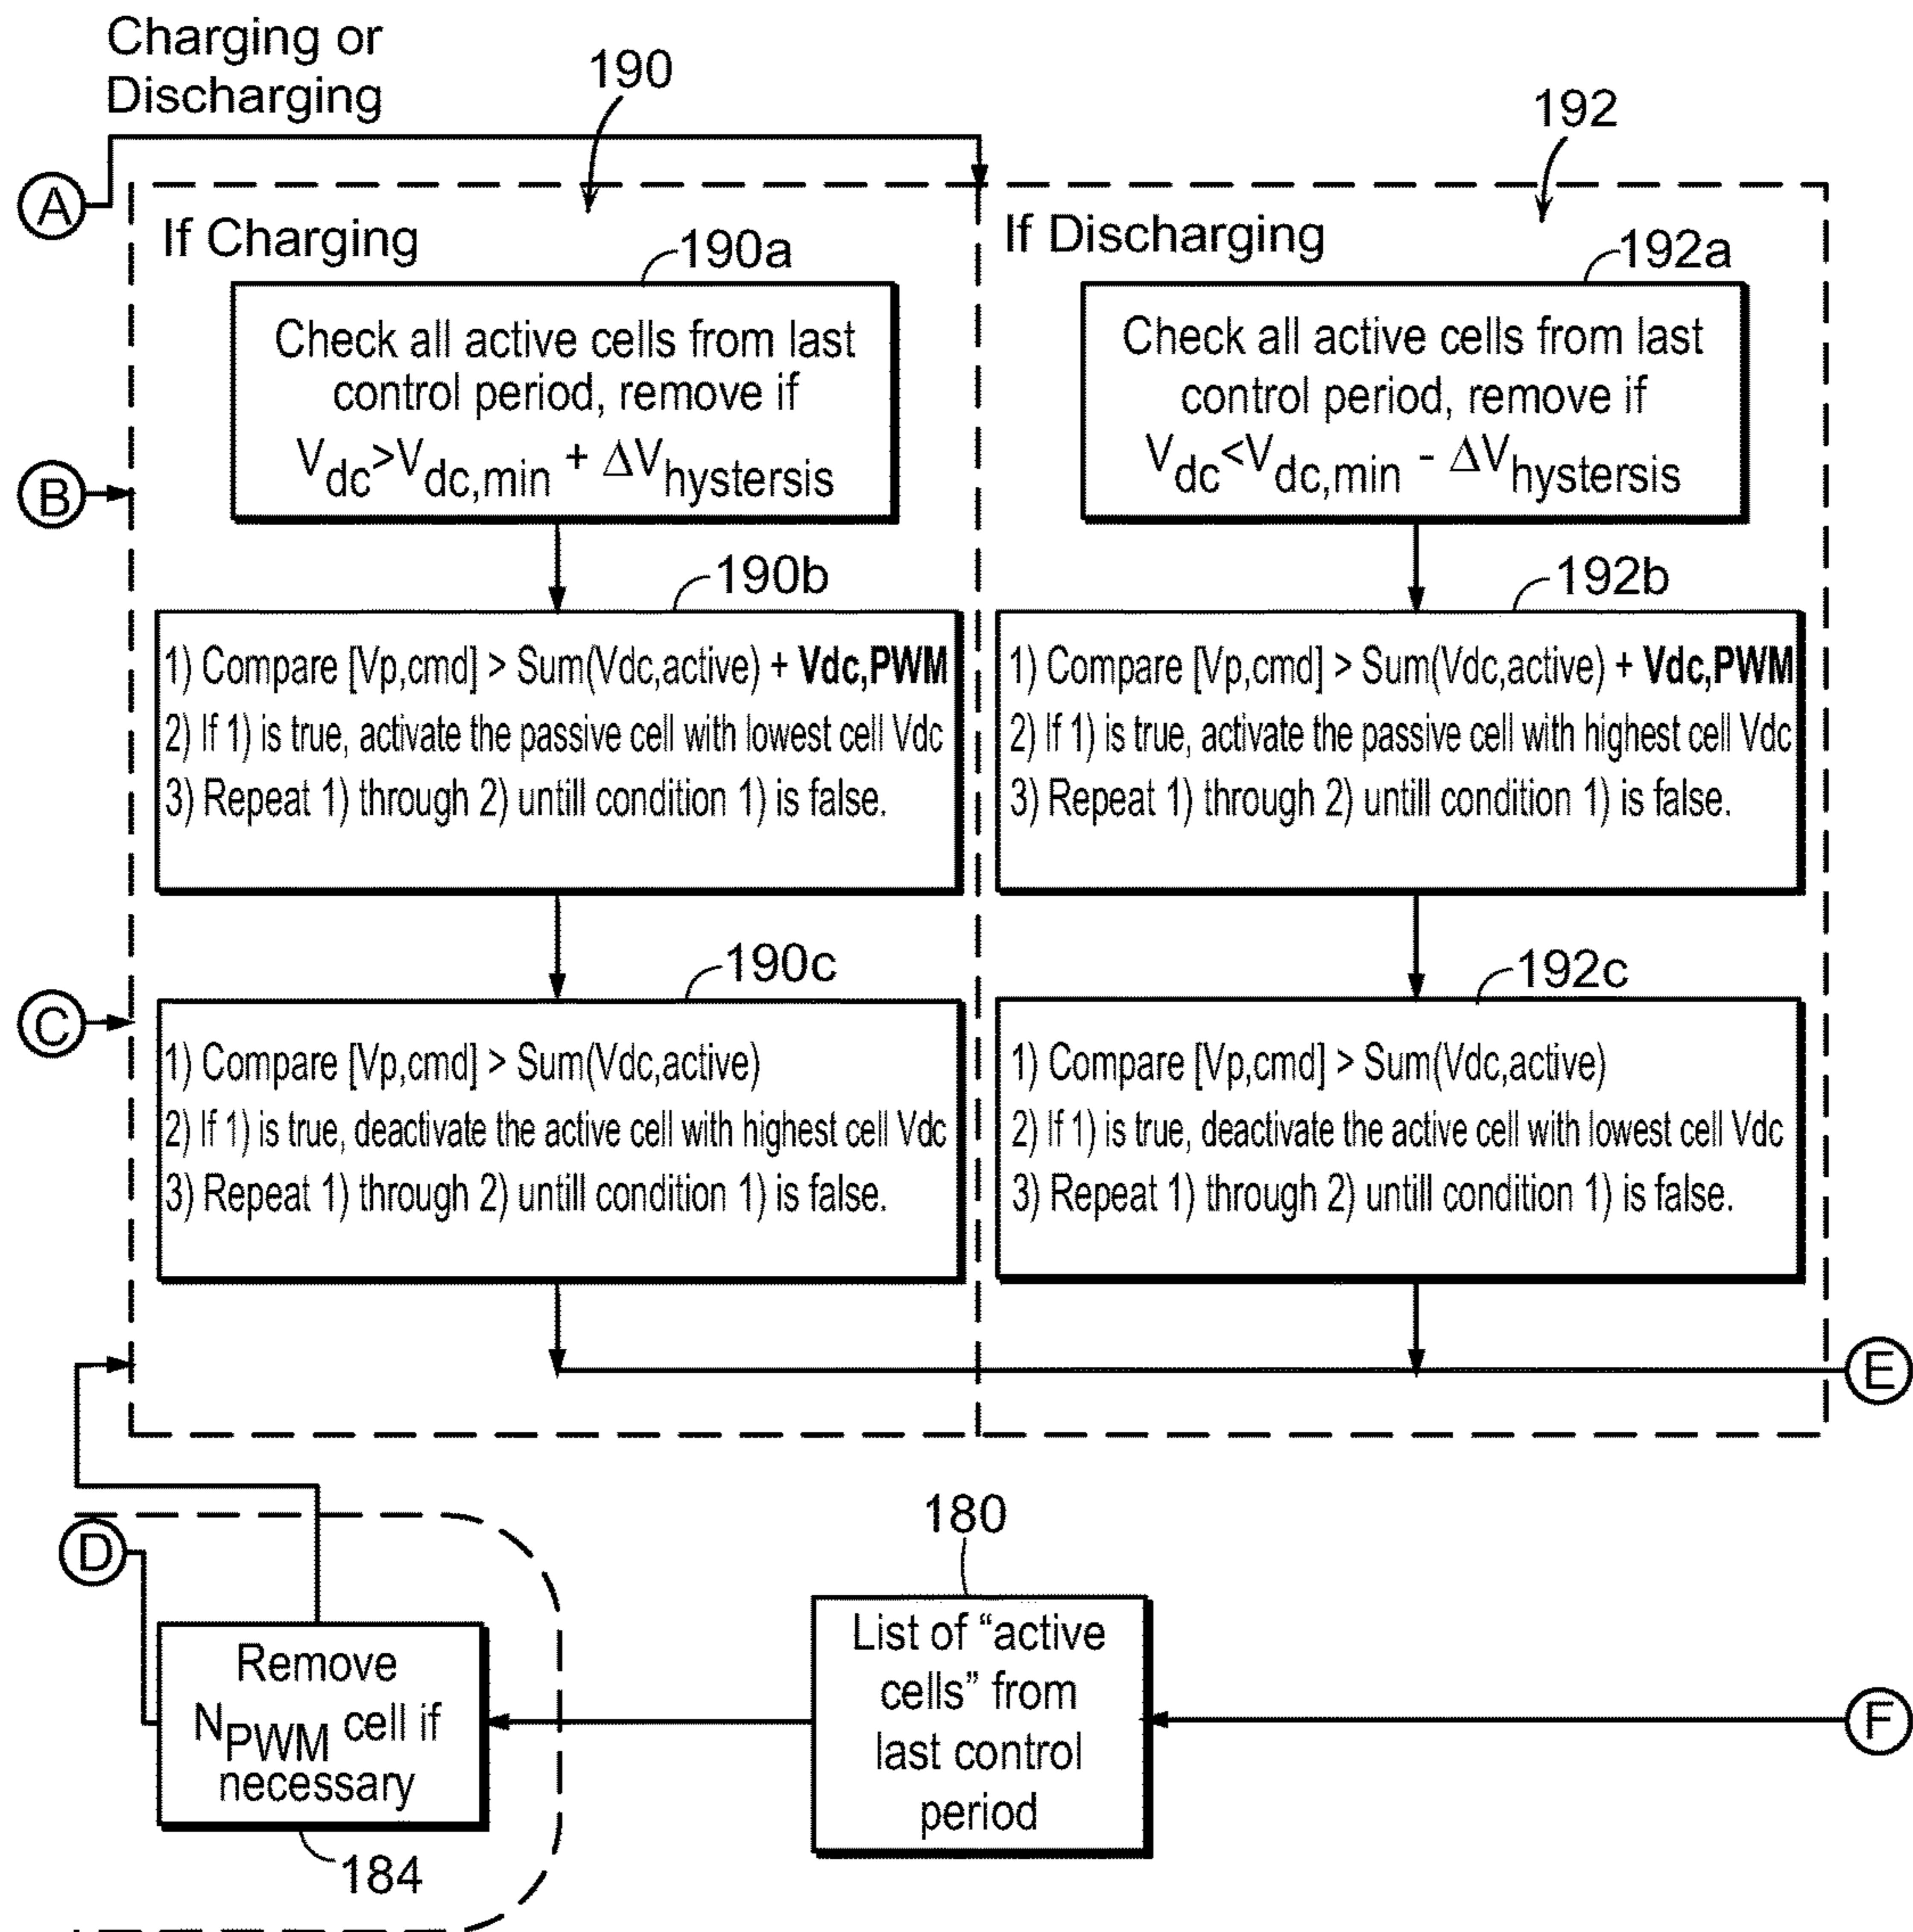 Charging or
Discharging
190
192
A
If Charging
If Discharging
190a
192a
Check all active cells from last
control period, remove if
Vdc>Vdc,min + ΔVhystersis
Check all active cells from last
control period, remove if
Vdc<Vdc,min - ΔVhystersis
B
190b
192b
1) Compare [Vp,cmd] > Sum(Vdc,active) + Vdc,PWM
2) If 1) is true, activate the passive cell with lowest cell Vdc
3) Repeat 1) through 2) untill condition 1) is false.
1) Compare [Vp,cmd] > Sum(Vdc,active) + Vdc,PWM
2) If 1) is true, activate the passive cell with highest cell Vdc
3) Repeat 1) through 2) untill condition 1) is false.
190c
192c
C
1) Compare [Vp,cmd] > Sum(Vdc,active)
2) If 1) is true, deactivate the active cell with highest cell Vdc
3) Repeat 1) through 2) untill condition 1) is false.
1) Compare [Vp,cmd] > Sum(Vdc,active)
2) If 1) is true, deactivate the active cell with lowest cell Vdc
3) Repeat 1) through 2) untill condition 1) is false.
E
D
180
Remove
NPWM cell if
necessary
184
List of “active
cells” from
last control
period
F